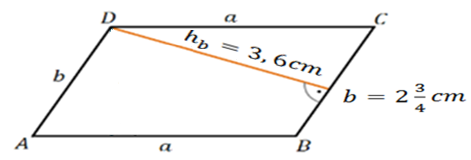 D a C
h_b = 3, 6cm
b
b = 2 3/4 cm
A a B